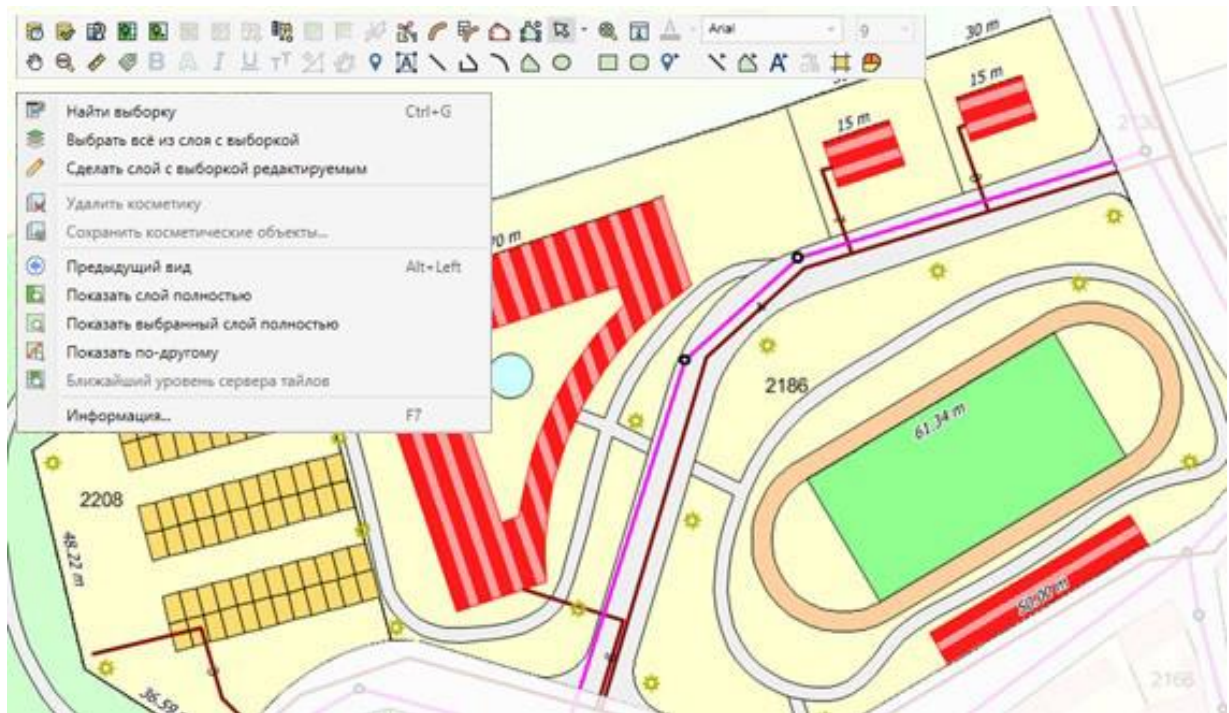 Arial
9
B A I U
Найти выборку Ctrl+G
Выбрать всё из слоя с выборкой
Сделать слой с выборкой редактируемым
Удалить косметику
Сохранить косметические объекты...
Предыдущий вид Alt+Left
Показать слой полностью
Показать выбранный слой полностью
Показать по-другому
Ближайший уровень сервера тайлов
Информация... F7
30 m
15 m
15 m
2186
61.34 m
2208
48.22 m
50.00 m
36.59
2166